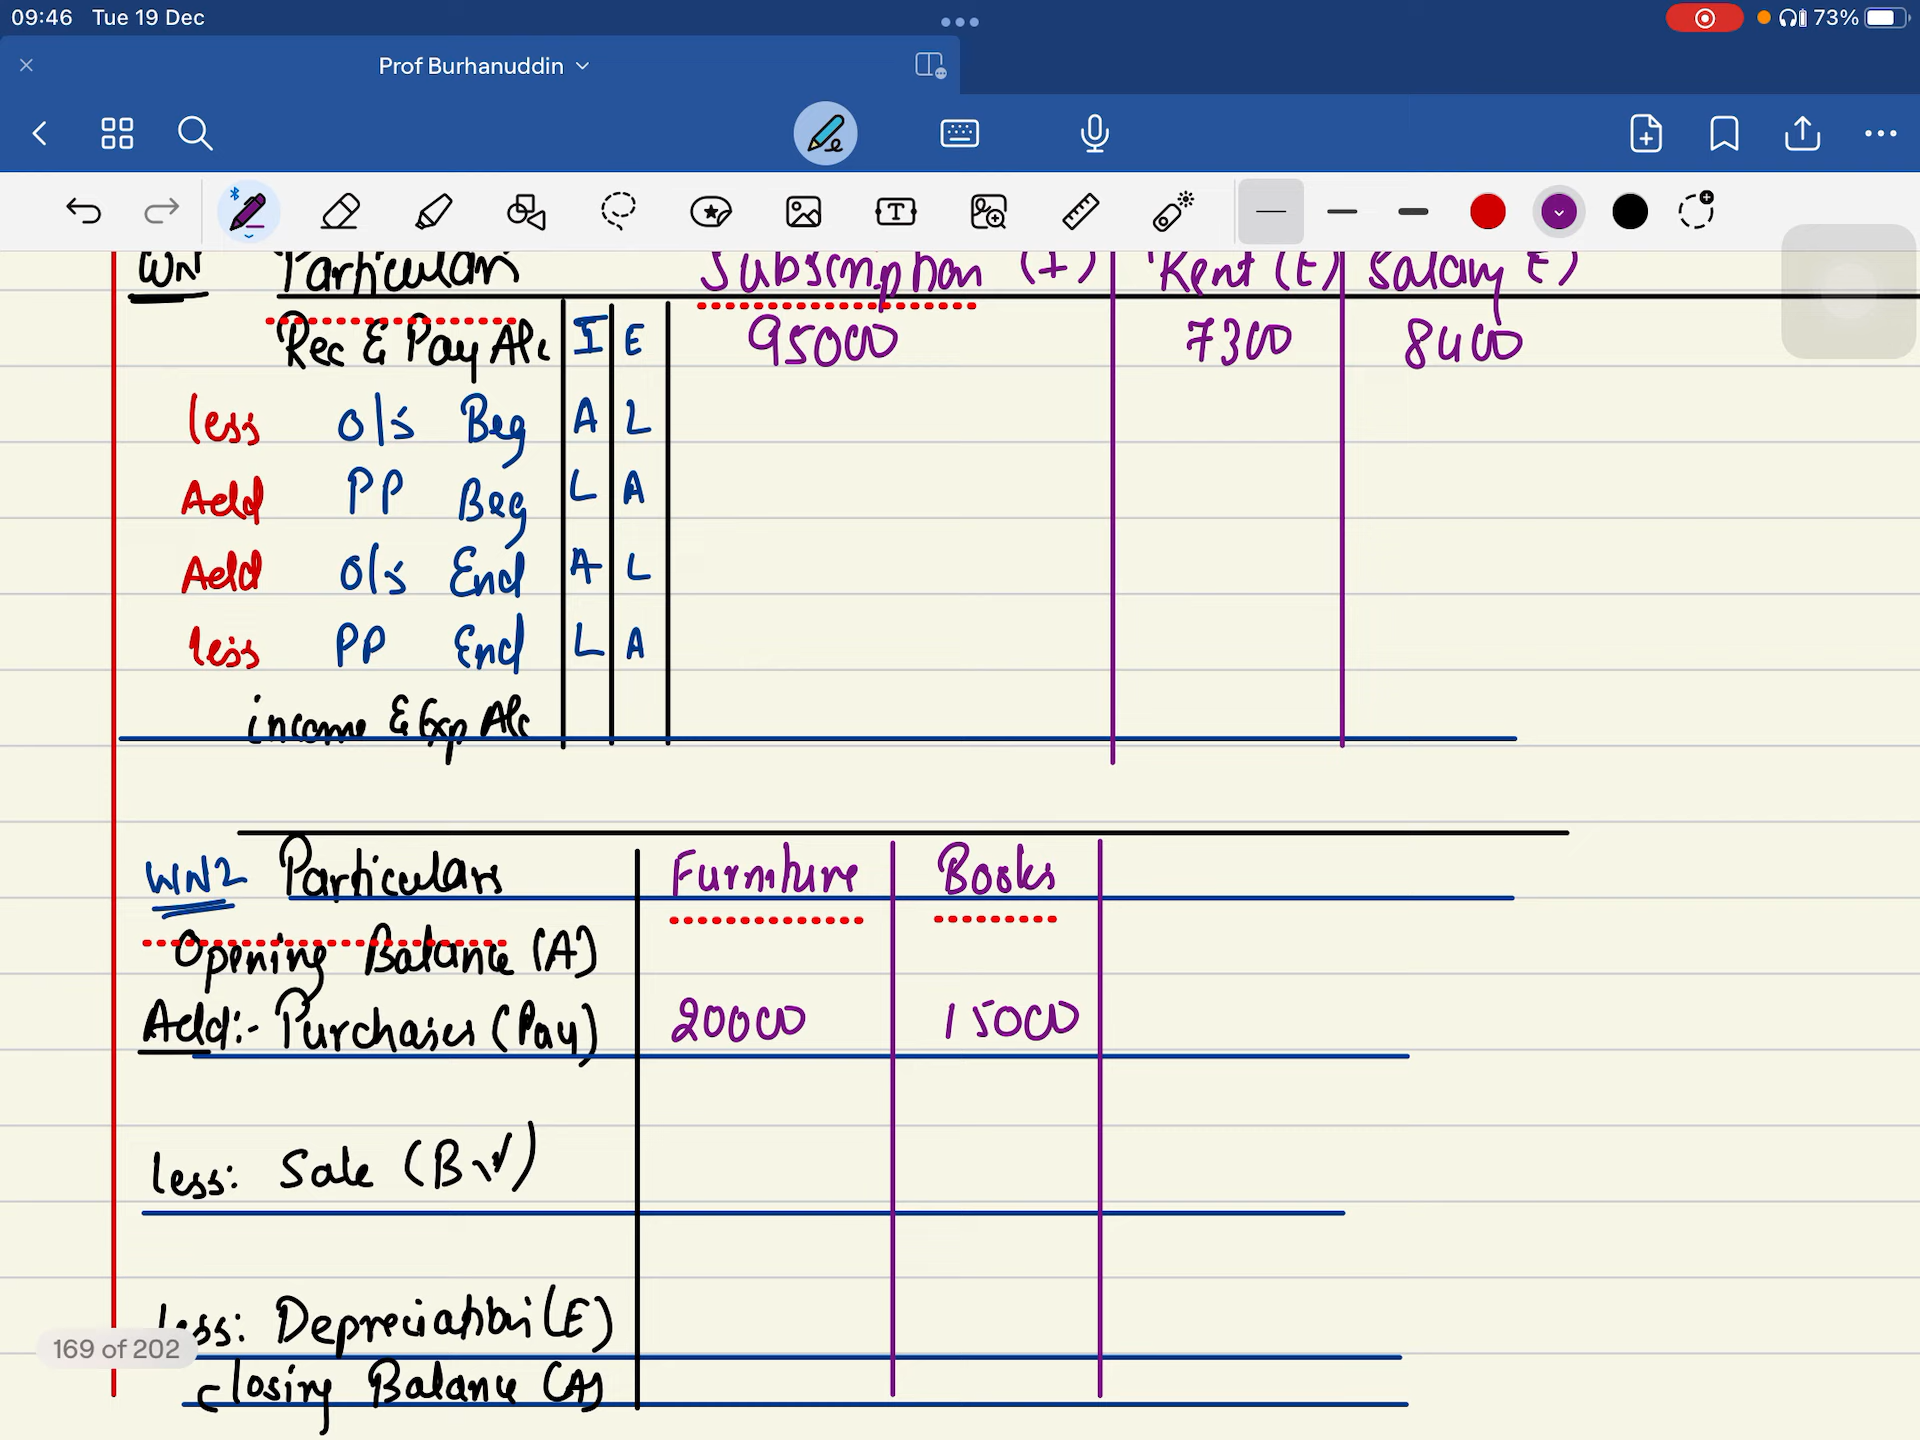 09:46 Tue 19 Dec 73%
Prof Burhanuddin
WN Particulars Subscription (I) Rent (E) Salary E)
Rec & Pay A/c I E 95000 7300 8400
less O/s Beg A L
Add PP Beg L A
Add O/s End A L
less PP End L A
income & Exp A/c
WN2 Particulars Furniture Books
Opening Balance (A)
Add:- Purchases (Pay) 20000 15000
less: Sale (BV)
less: Depreciation (E)
169 of 202
Closing Balance (A)